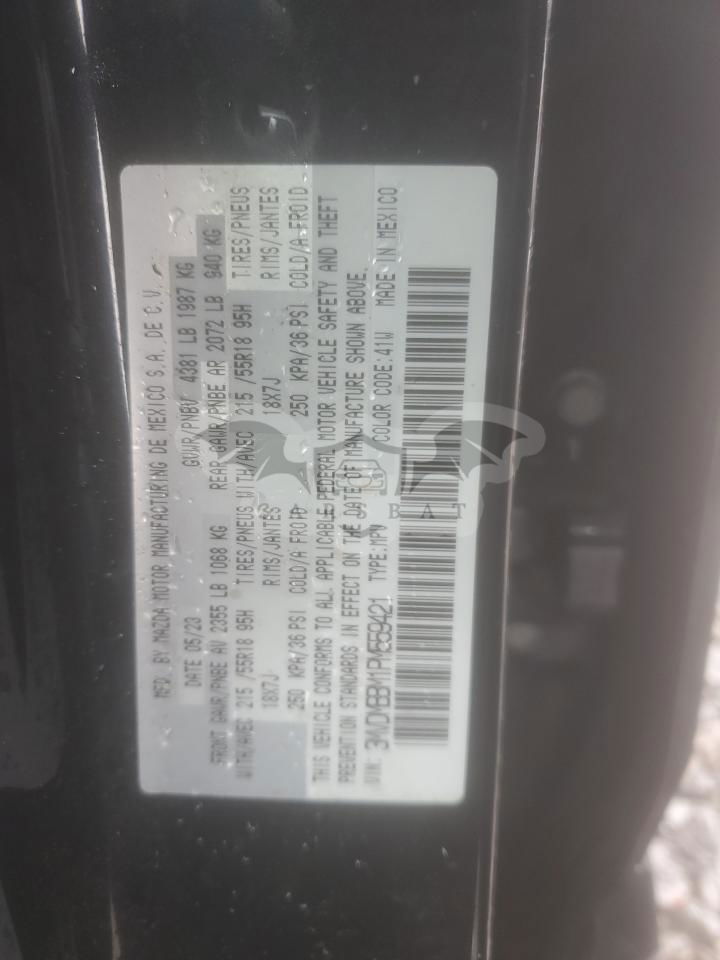 MFD. BY MAZDA MOTOR MANUFACTURING DE MEXICO S.A. DE C.V.
DATE 05/23 GVWR/PNBV 4381 LB 1987 KG
FRONT GAWR/PNBE AV 2355 LB 1068 KG REAR GAWR/PNBE AR 2072 LB 940 KG
WITH/AVEC 215 /55R18 95H TIRES/PNEUS WITH/AVEC 215 /55R18 95H TIRES/PNEUS
18X7J RIMS/JANTES 18X7J RIMS/JANTES
250 KPA/36 PSI COLD/A FROID 250 KPA/36 PSI COLD/A FROID
THIS VEHICLE CONFORMS TO ALL APPLICABLE FEDERAL MOTOR VEHICLE SAFETY AND THEFT
PREVENTION STANDARDS IN EFFECT ON THE DATE OF MANUFACTURE SHOWN ABOVE.
VIN: 3MVDMBBM1PM559421 TYPE:MPV COLOR CODE:41W MADE IN MEXICO